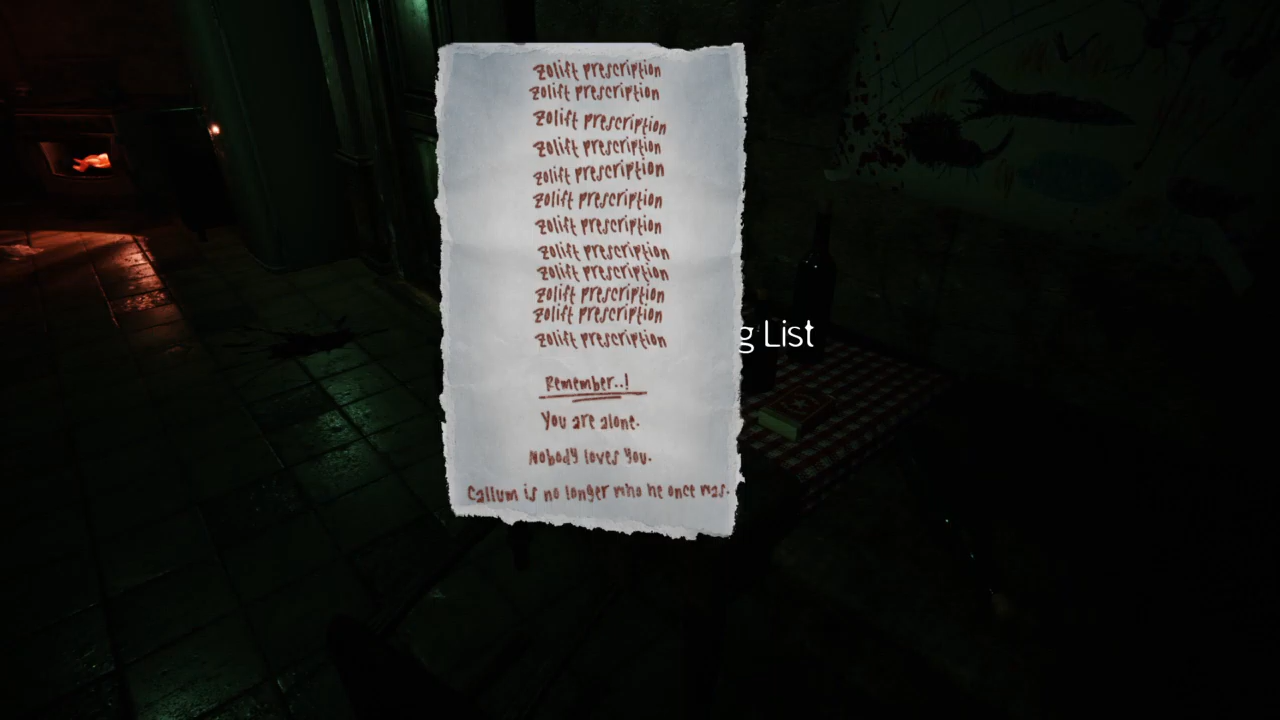 Zolift prescription
Zolift prescription
Zolift prescription
Zolift prescription
Zolift prescription
Zolift prescription
Zolift prescription
Zolift prescription
Zolift prescription
Zolift prescription
Zolift prescription
Zolift prescription
g List
Remember..!
You are alone.
Nobody loves you.
Callum is no longer who he once was.